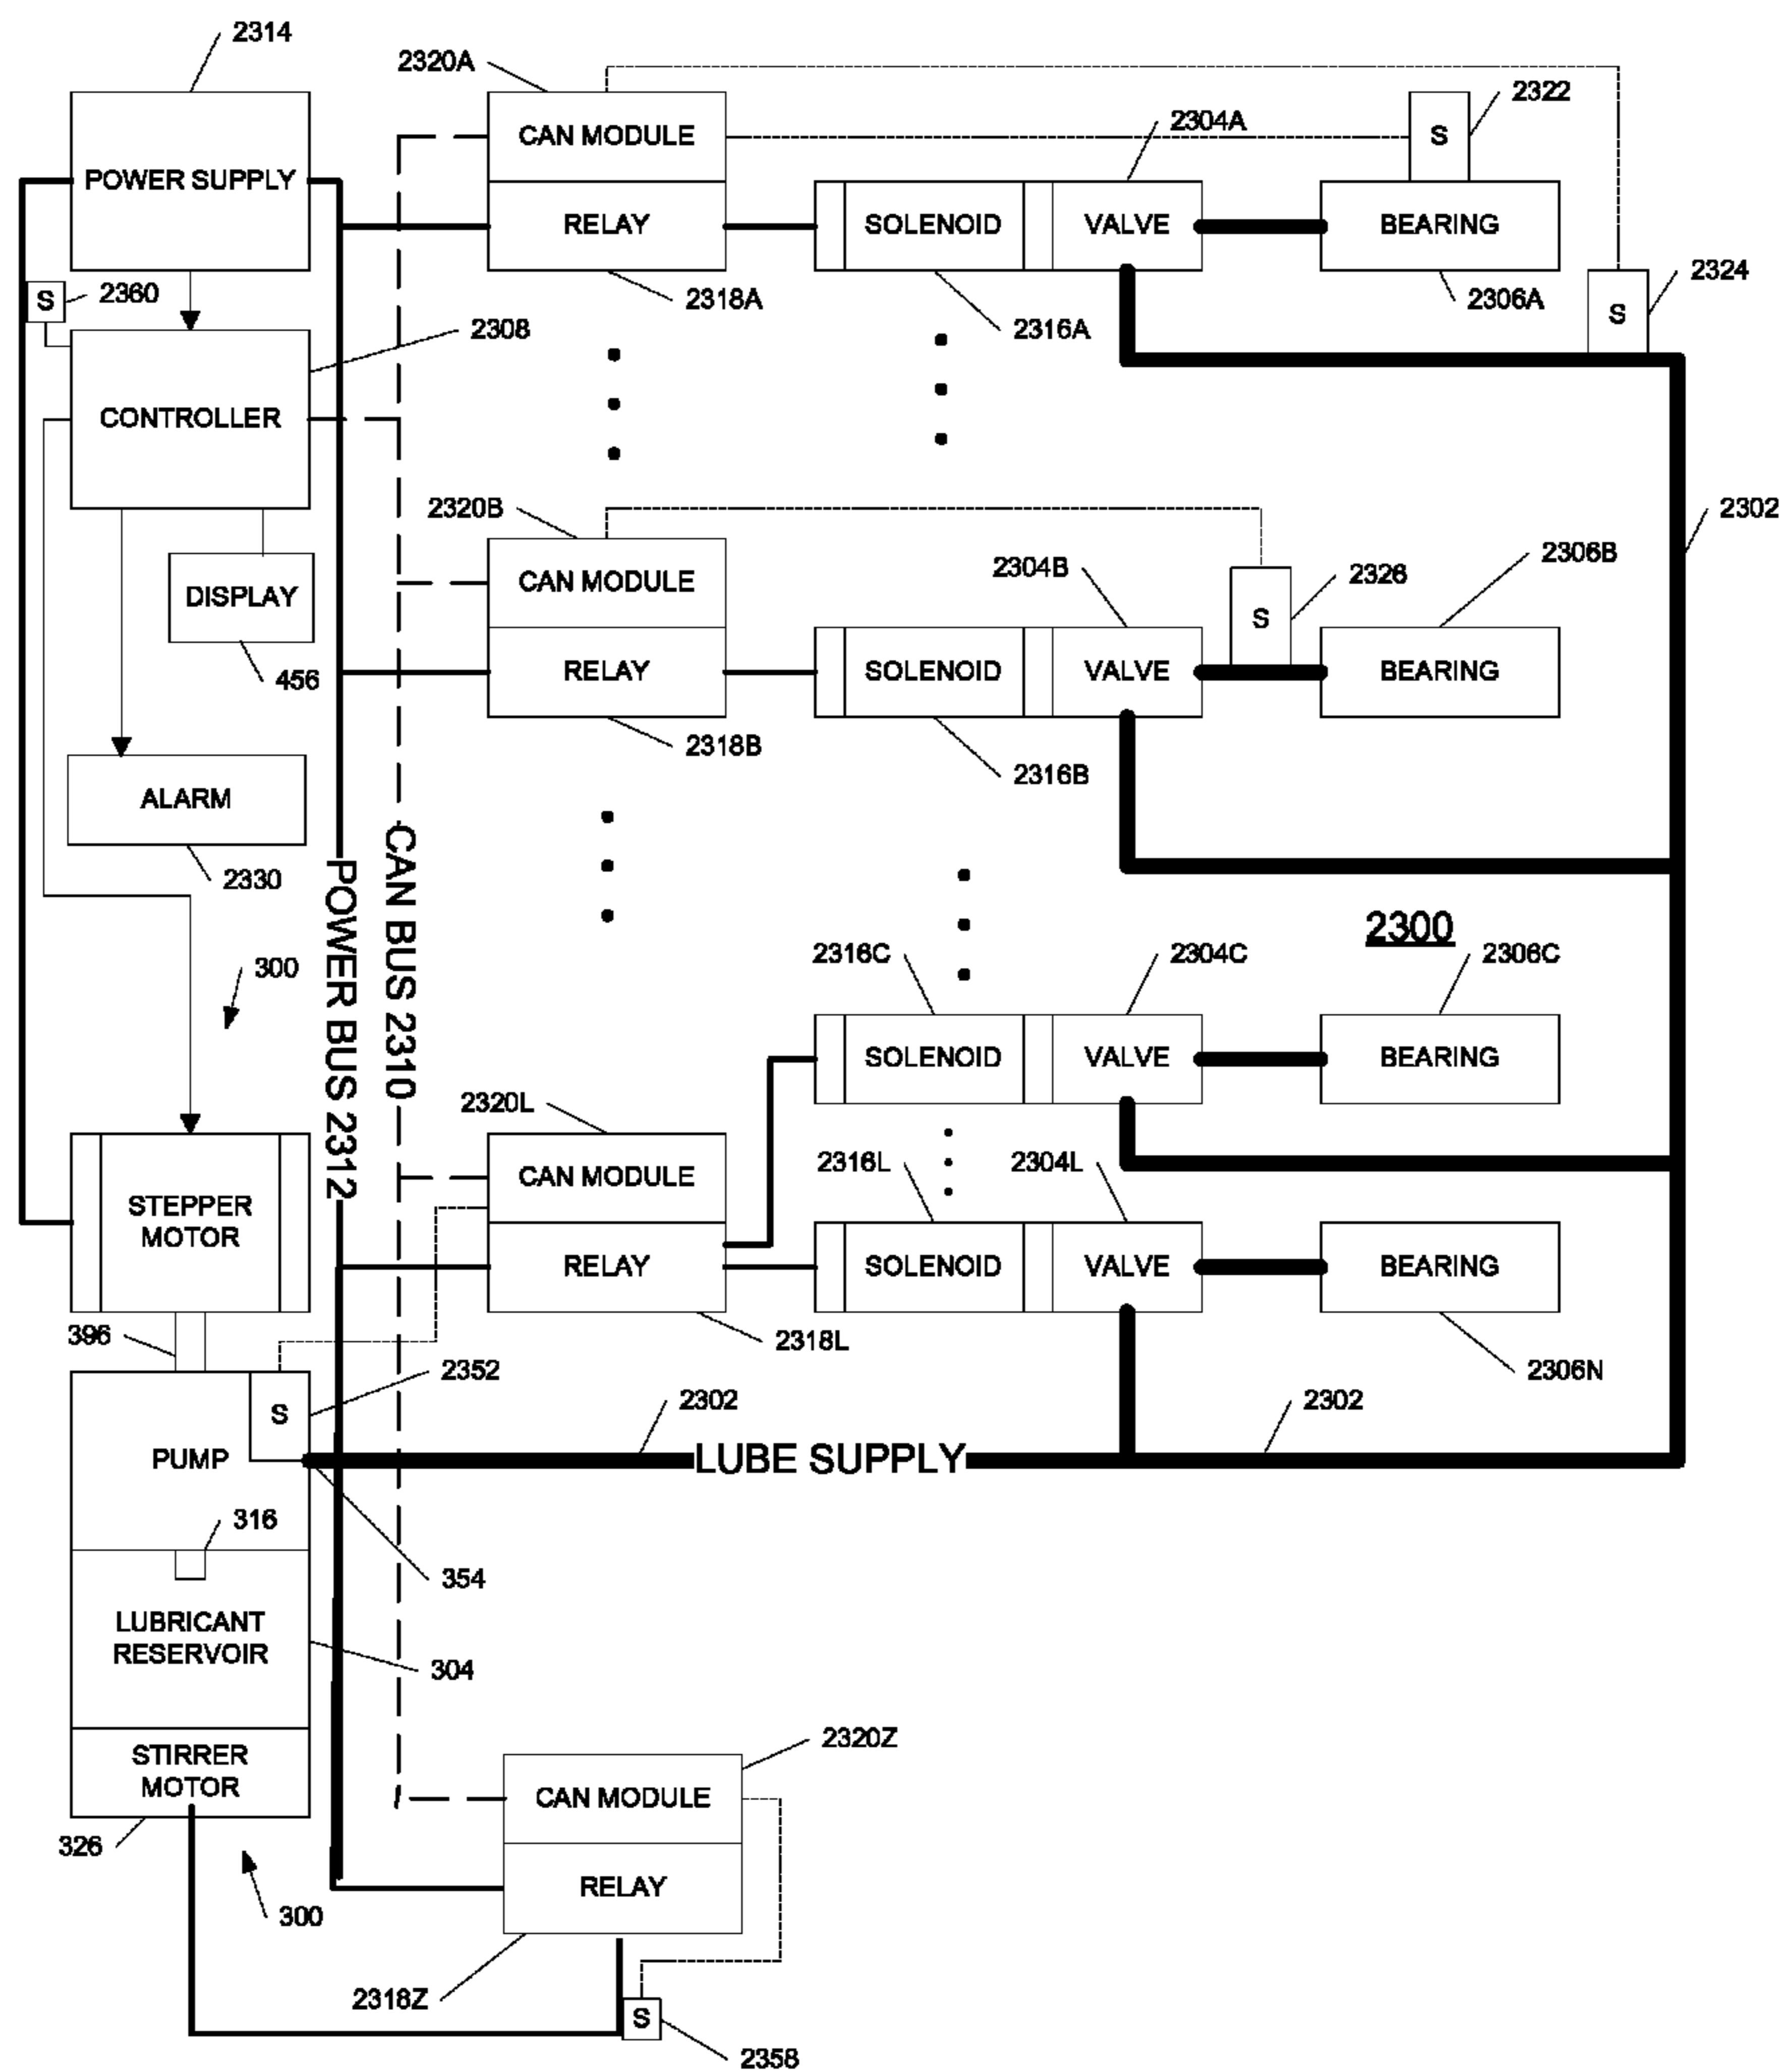 2314
2320A
2322
CAN MODULE
S
2304A
POWER SUPPLY
RELAY
SOLENOID
VALVE
BEARING
2324
S
2360
2318A
2316A
2306A
S
2308
CONTROLLER
2320B
2302
CAN MODULE
2304B
2326
2306B
DISPLAY
S
RELAY
SOLENOID
VALVE
BEARING
456
2318B
2316B
ALARM
2330
POWER BUS 2312
CAN BUS 2310
2300
300
2316C
2304C
2306C
SOLENOID
VALVE
BEARING
2320L
CAN MODULE
2316L
2304L
STEPPER
MOTOR
RELAY
SOLENOID
VALVE
BEARING
396
2318L
2306N
2352
S
2302
2302
PUMP
LUBE SUPPLY
316
354
LUBRICANT
RESERVOIR
304
STIRRER
MOTOR
2320Z
CAN MODULE
326
RELAY
300
2318Z
S
2358